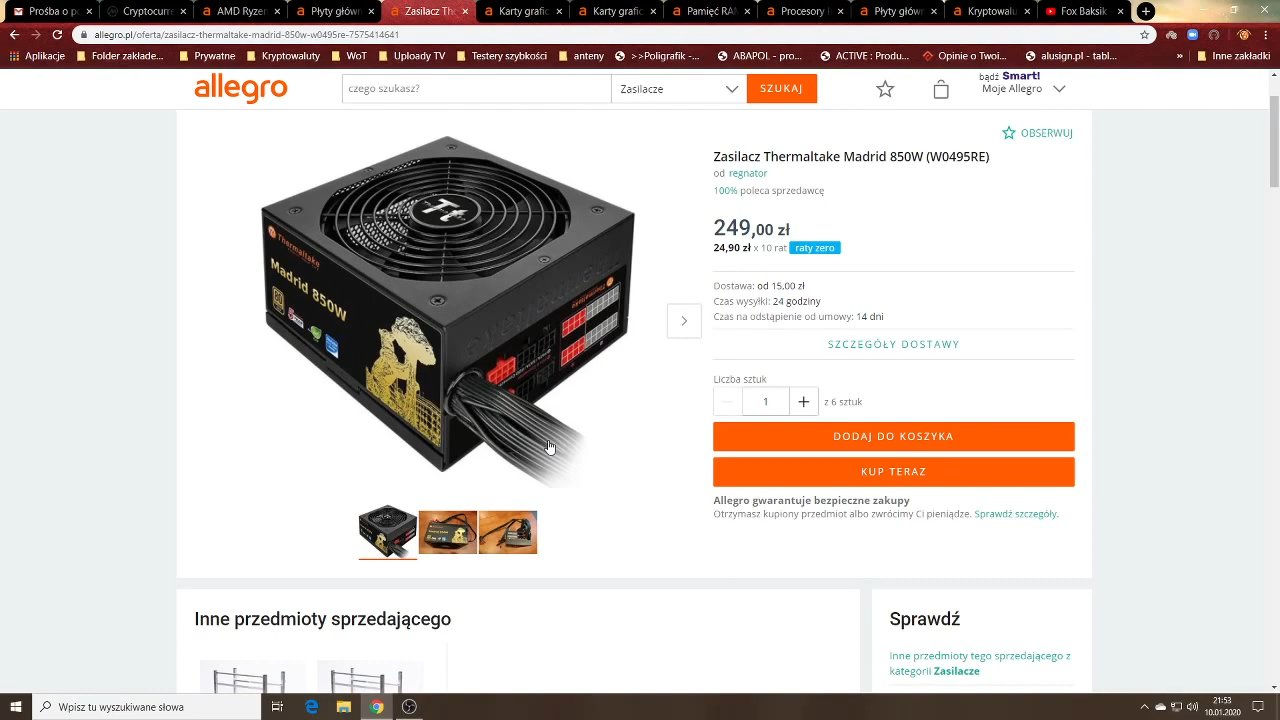 Prośba o p
Cryptocurre
AMD Ryzen
Płyty główn
Zasilacz Th
Karty grafic
Karty grafic
Pamięć RAM
Procesory I
Płyty główn
Kryptowalu
Fox Baksik
allegro.pl/oferta/zasilacz-thermaltake-madrid-850w-w0495re-7575414641
Aplikacje
Folder zakładki...
Prywatne
Kryptowaluty
WoT
Uploady TV
Testery szybkości
anteny
>>Poligrafik -...
ABAPOL - pro...
ACTIVE : Produ...
Opinie o Twoi...
alusign.pl - tabl...
Inne zakładki
allegro
czego szukasz?
Zasilacze
SZUKAJ
bądź Smart!
Moje Allegro
OBSERWUJ
Zasilacz Thermaltake Madrid 850W (W0495RE)
od regnator
100% poleca sprzedawcę
249,00 zł
24,90 zł x 10 rat raty zero
Dostawa: od 15,00 zł
Czas wysyłki: 24 godziny
Czas na odstąpienie od umowy: 14 dni
SZCZEGÓŁY DOSTAWY
Liczba sztuk
1
z 6 sztuk
DODAJ DO KOSZYKA
KUP TERAZ
Allegro gwarantuje bezpieczne zakupy
Otrzymasz kupiony przedmiot albo zwrócimy Ci pieniądze. Sprawdź szczegóły.
Thermaltake
Madrid 850W
Inne przedmioty sprzedającego
Sprawdź
Inne przedmioty tego sprzedającego z
kategorii Zasilacze
Wpisz tu wyszukiwane słowa
21:53
10.01.2020